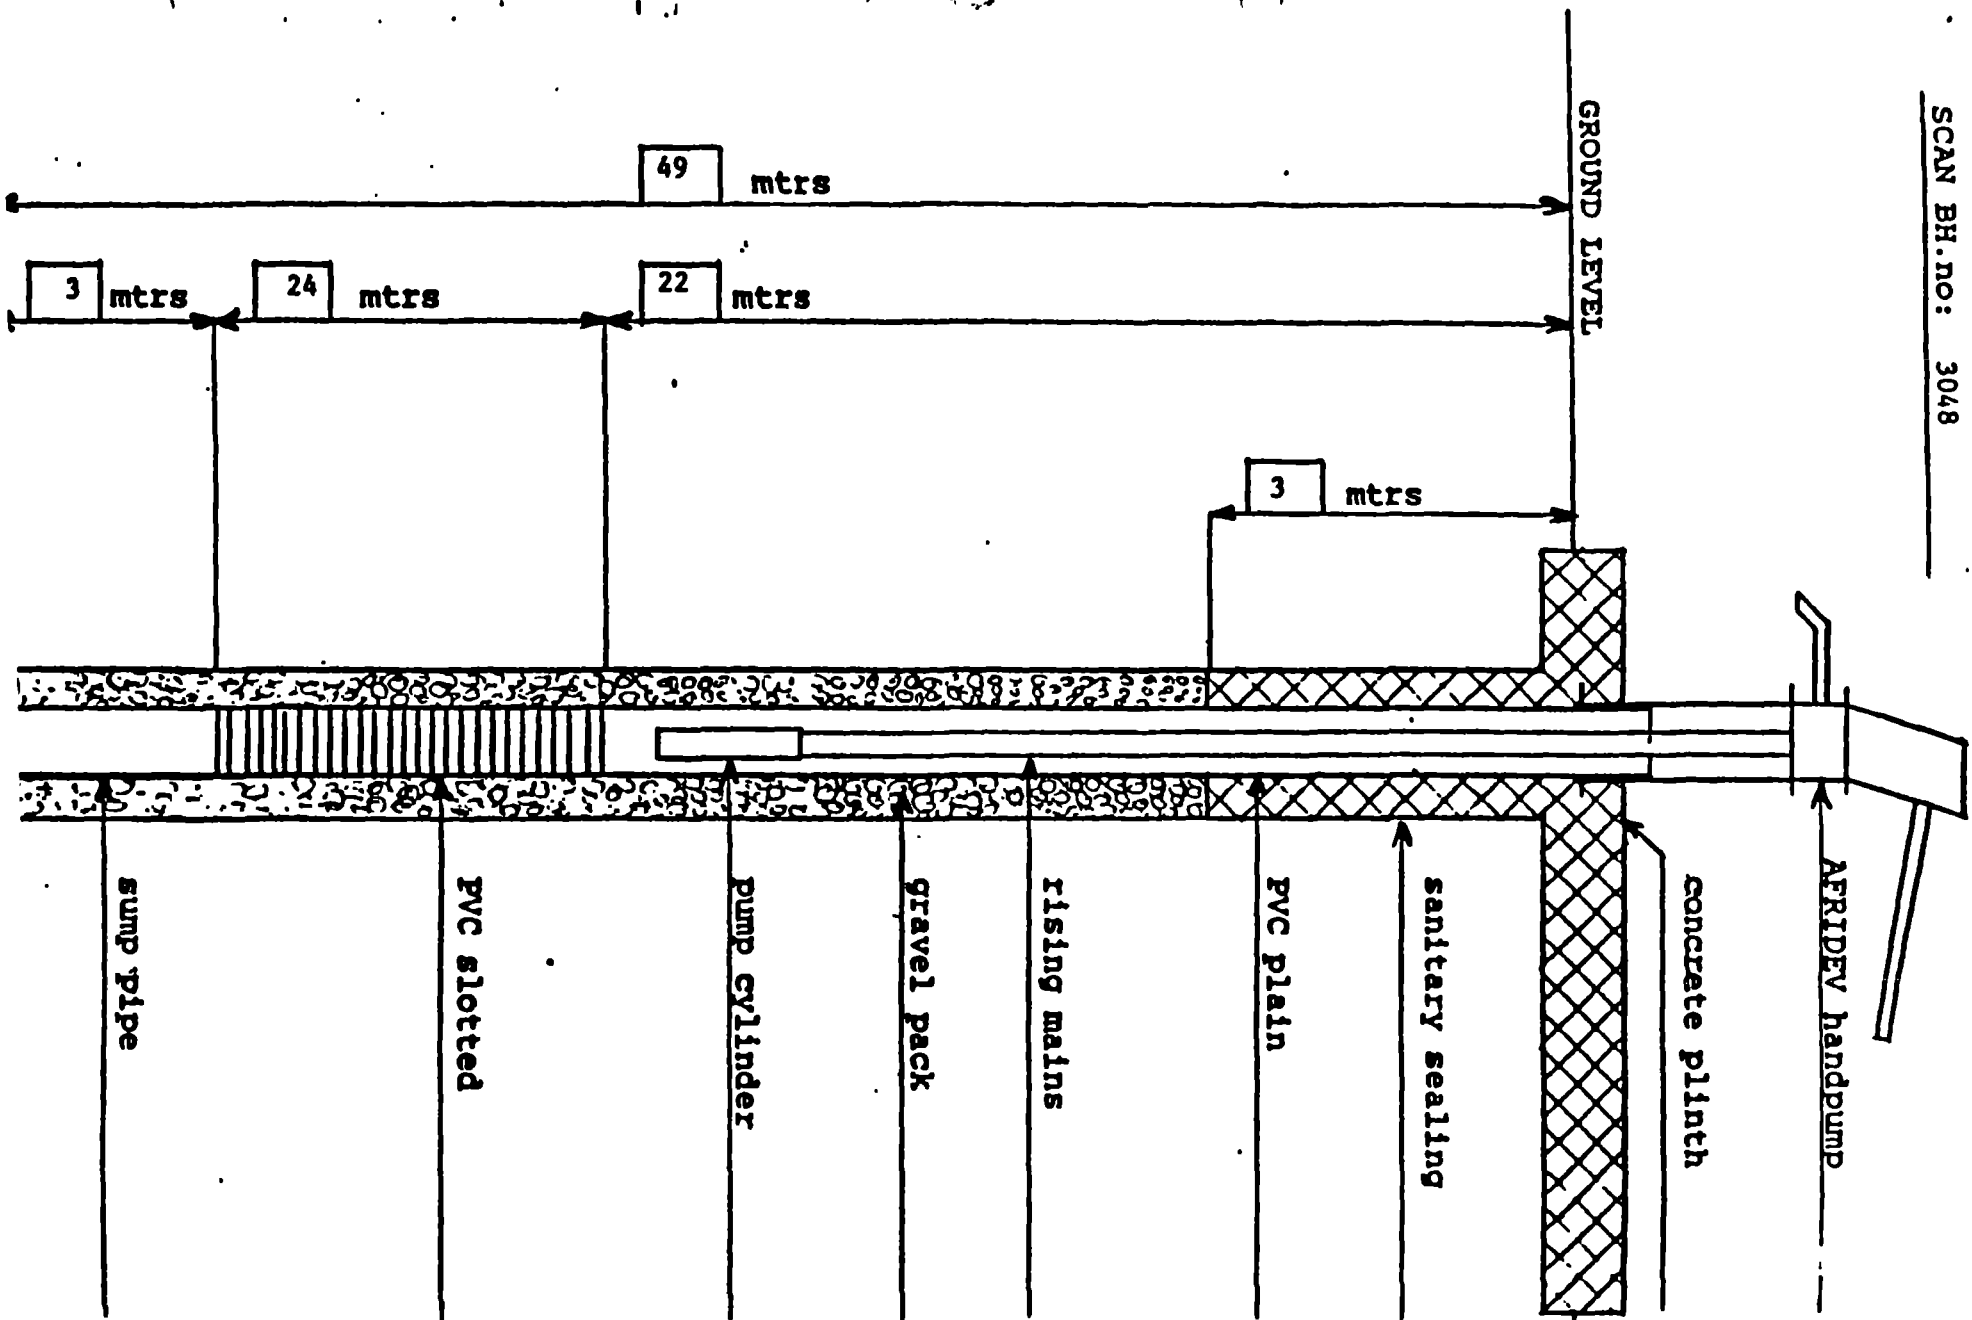 SCAN BH.no: 3048
GROUND LEVEL
49 mtrs
3 mtrs
24 mtrs
22 mtrs
3 mtrs
AFRIDEV handpump
concrete plinth
sanitary sealing
PVC plain
rising mains
gravel pack
pump cylinder
PVC slotted
sump pipe